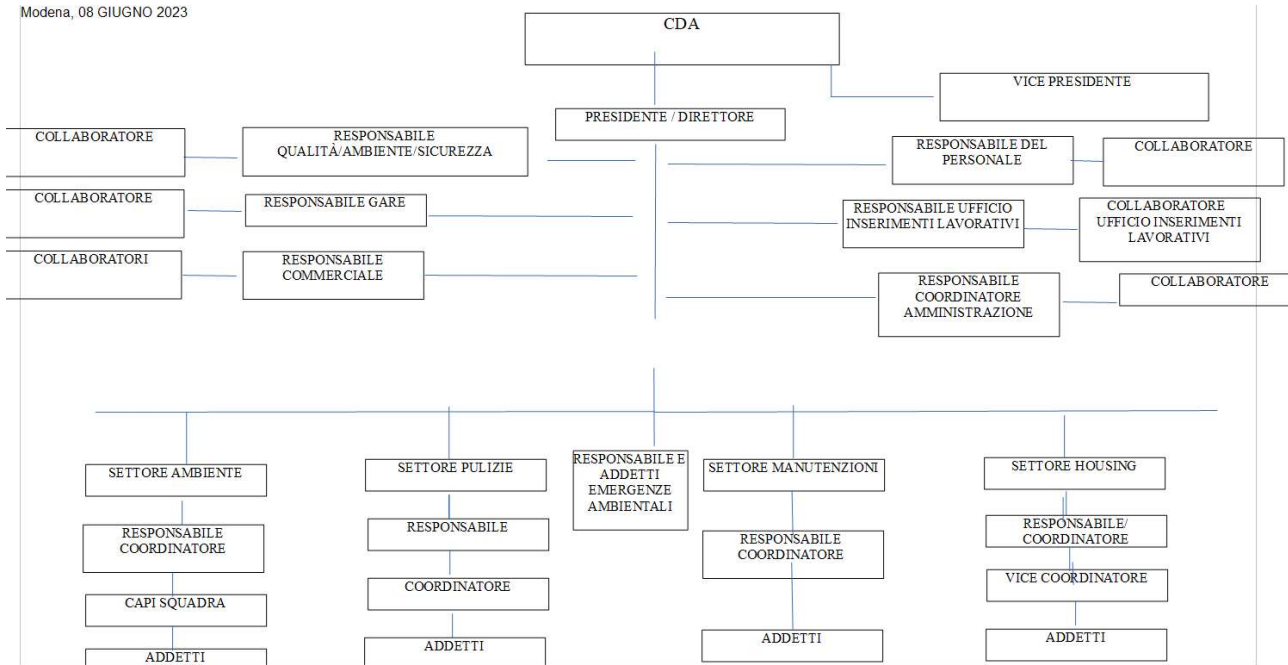 Modena, 08 GIUGNO 2023
CDA
VICE PRESIDENTE
PRESIDENTE / DIRETTORE
COLLABORATORE
RESPONSABILE
QUALITÀ/AMBIENTE/SICUREZZA
RESPONSABILE DEL
PERSONALE
COLLABORATORE
COLLABORATORE
RESPONSABILE GARE
RESPONSABILE UFFICIO
INSERIMENTI LAVORATIVI
COLLABORATORE
UFFICIO INSERIMENTI
LAVORATIVI
COLLABORATORI
RESPONSABILE
COMMERCIALE
RESPONSABILE
COORDINATORE
AMMINISTRAZIONE
COLLABORATORE
SETTORE AMBIENTE
SETTORE PULIZIE
RESPONSABILE E
ADDETTI
EMERGENZE
AMBIENTALI
SETTORE MANUTENZIONI
SETTORE HOUSING
RESPONSABILE
COORDINATORE
RESPONSABILE
RESPONSABILE
COORDINATORE
RESPONSABILE/
COORDINATORE
CAPI SQUADRA
COORDINATORE
VICE COORDINATORE
ADDETTI
ADDETTI
ADDETTI
ADDETTI